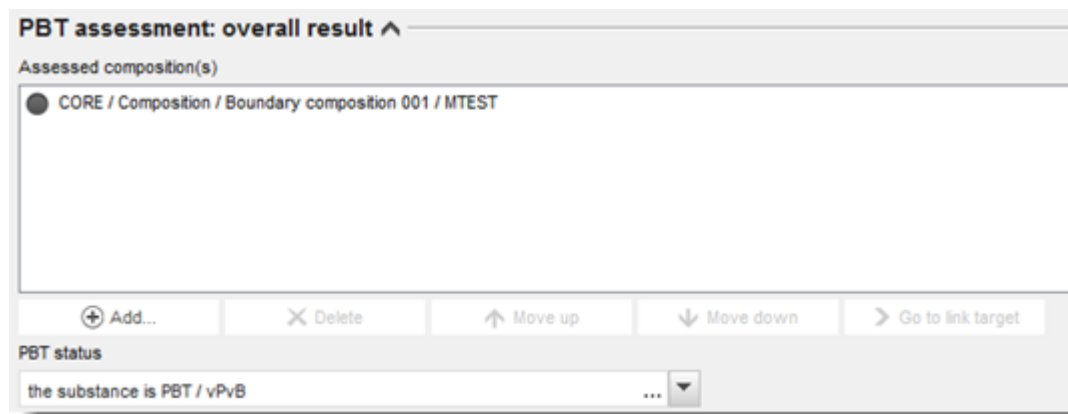 PBT assessment: overall result
Assessed composition(s)
CORE / Composition / Boundary composition 001 / MTEST
Add... Delete Move up Move down Go to link target
PBT status
the substance is PBT / vPvB ...